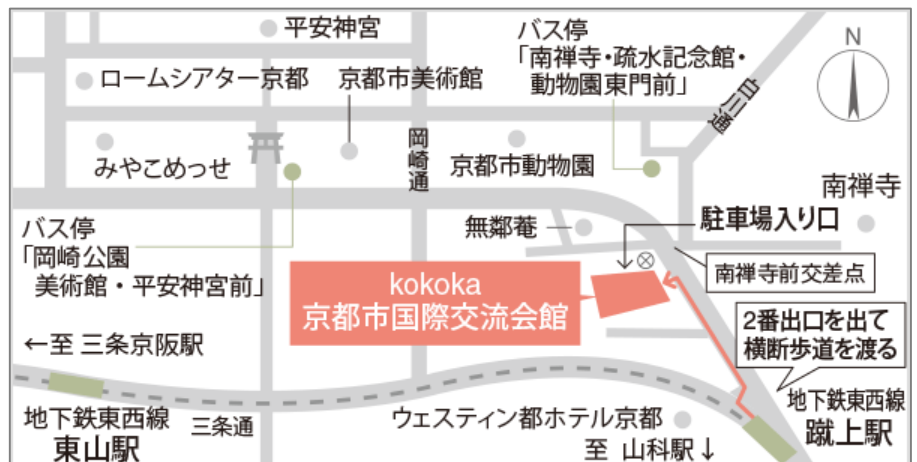 平安神宮
バス停
「南禅寺・疏水記念館・
動物園東門前」
N
ロームシアター京都
京都市美術館
白川通
みやこめっせ
岡崎通
京都市動物園
南禅寺
バス停
「岡崎公園
美術館・平安神宮前」
無鄰菴
駐車場入り口
南禅寺前交差点
kokoka
京都市国際交流会館
2番出口を出て
横断歩道を渡る
←至 三条京阪駅
地下鉄東西線
東山駅
三条通
ウェスティン都ホテル京都
至 山科駅↓
地下鉄東西線
蹴上駅